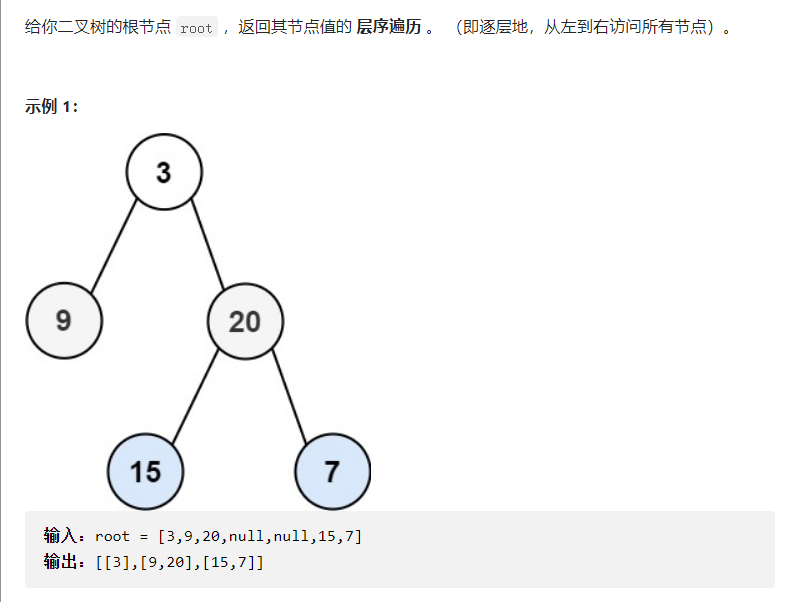 给你二叉树的根节点 root ，返回其节点值的 层序遍历 。 （即逐层地，从左到右访问所有节点）。
示例 1：
3
9
20
15
7
输入：root = [3,9,20,null,null,15,7]
输出：[[3],[9,20],[15,7]]